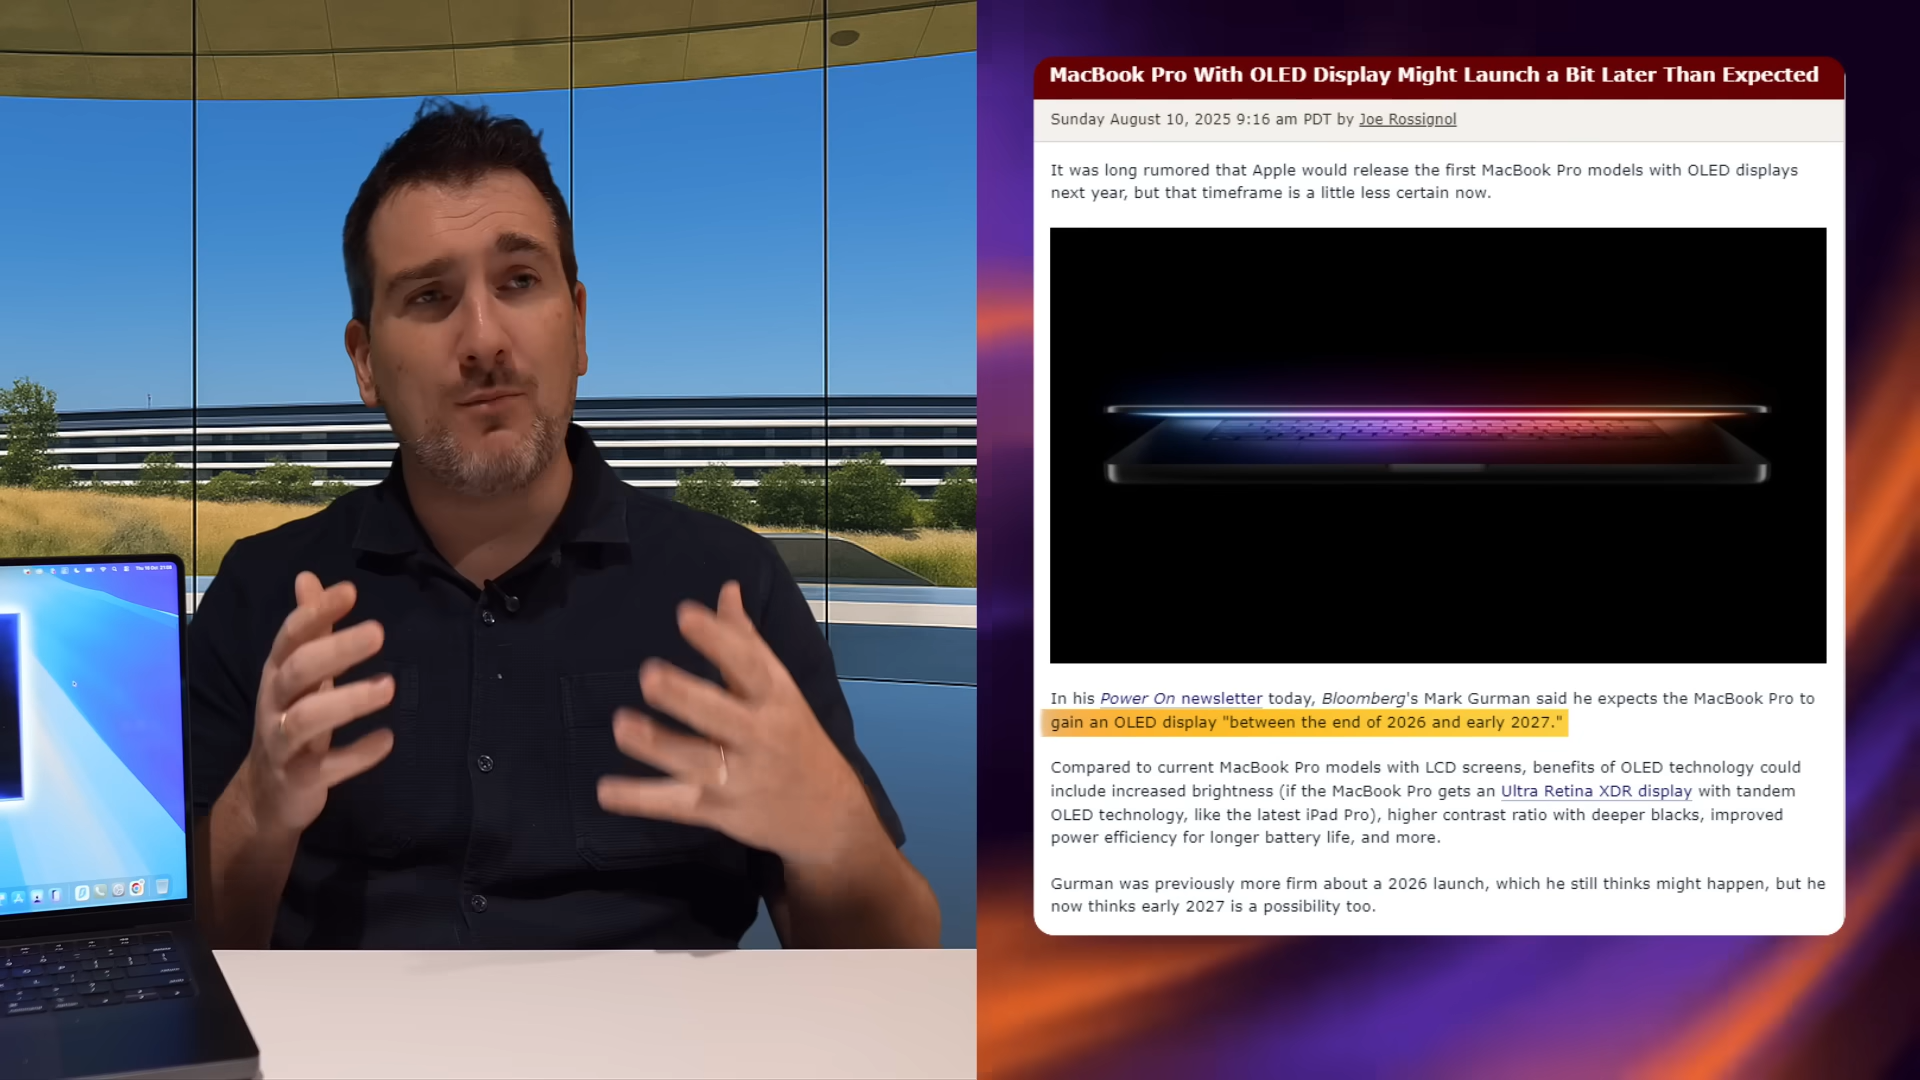 MacBook Pro With OLED Display Might Launch a Bit Later Than Expected
Sunday August 10, 2025 9:16 am PDT by Joe Rossignol
It was long rumored that Apple would release the first MacBook Pro models with OLED displays
next year, but that timeframe is a little less certain now.
In his Power On newsletter today, Bloomberg's Mark Gurman said he expects the MacBook Pro to
gain an OLED display "between the end of 2026 and early 2027."
Compared to current MacBook Pro models with LCD screens, benefits of OLED technology could
include increased brightness (if the MacBook Pro gets an Ultra Retina XDR display with tandem
OLED technology, like the latest iPad Pro), higher contrast ratio with deeper blacks, improved
power efficiency for longer battery life, and more.
Gurman was previously more firm about a 2026 launch, which he still thinks might happen, but he
now thinks early 2027 is a possibility too.